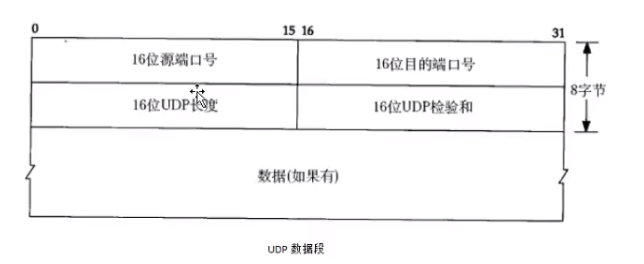 0 15 16 31
16位源端口号 16位目的端口号
8字节
16位UDP长度 16位UDP检验和
数据(如果有)
UDP 数据段